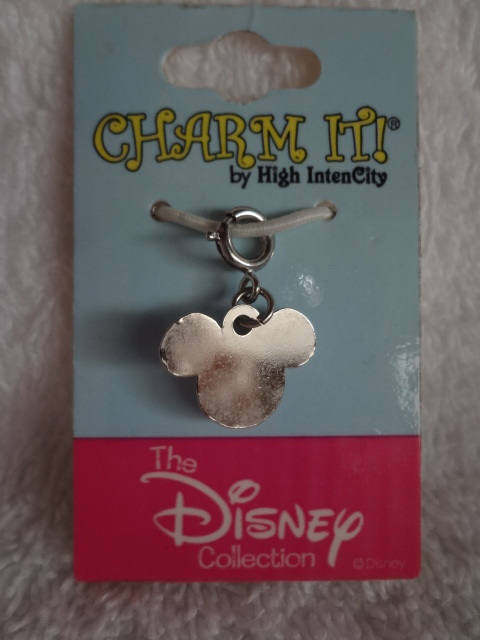 CHARM IT!®
by High IntenCity
The
Disney
Collection
©Disney